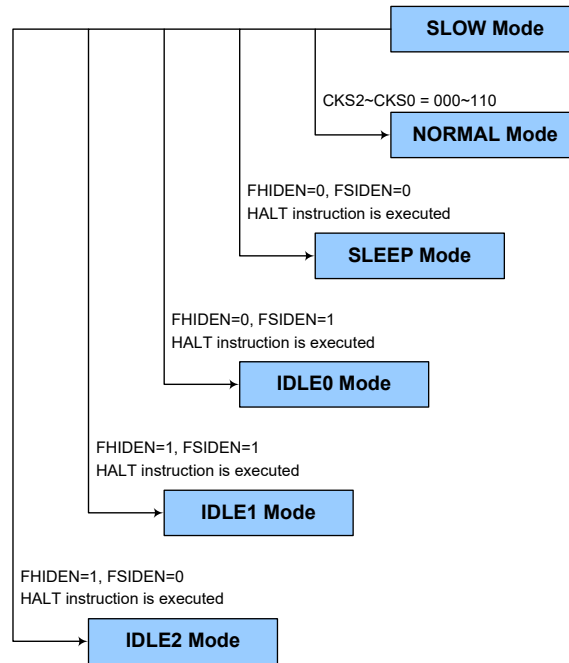 SLOW Mode
CKS2~CKS0 = 000~110
NORMAL Mode
FHIDEN=0, FSIDEN=0
HALT instruction is executed
SLEEP Mode
FHIDEN=0, FSIDEN=1
HALT instruction is executed
IDLE0 Mode
FHIDEN=1, FSIDEN=1
HALT instruction is executed
IDLE1 Mode
FHIDEN=1, FSIDEN=0
HALT instruction is executed
IDLE2 Mode